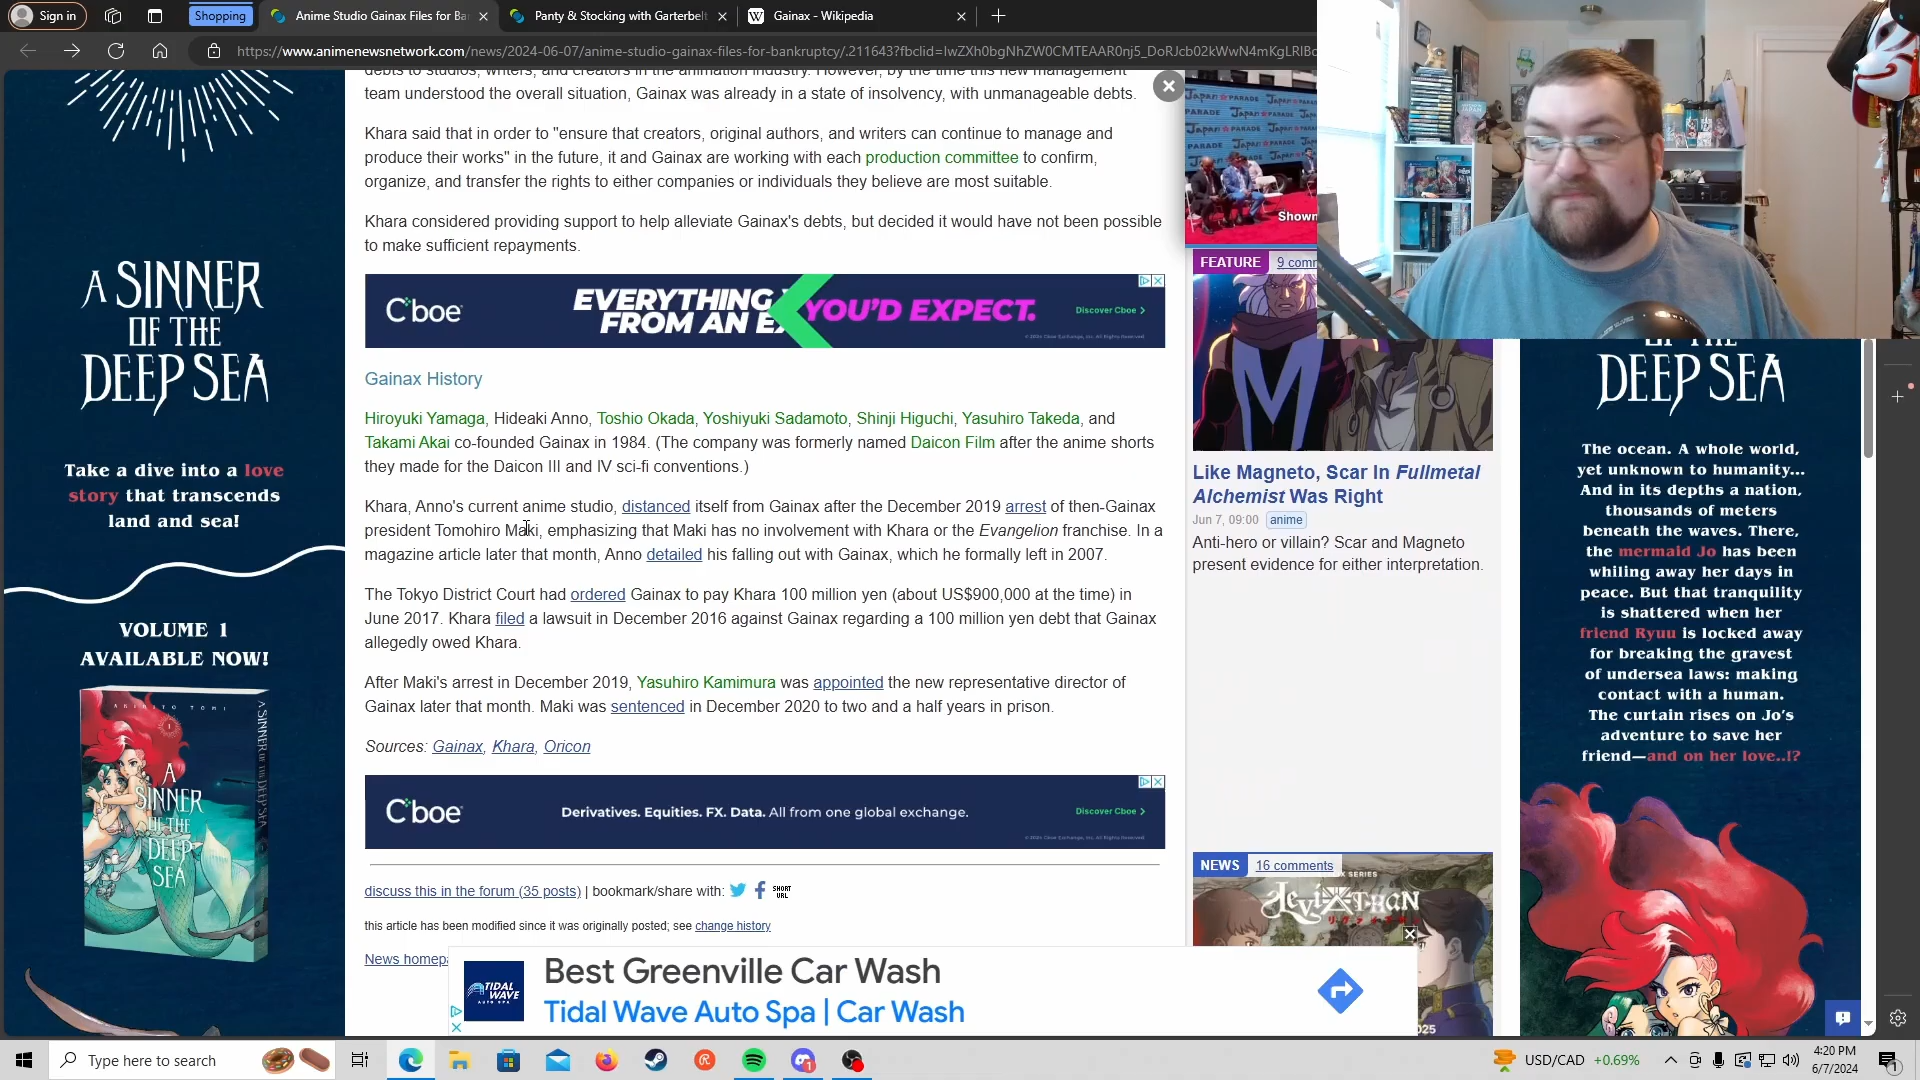 Sign in
Shopping
Anime Studio Gainax Files for Ba
Panty & Stocking with Garterbelt
Gainax - Wikipedia
https://www.animenewsnetwork.com/news/2024-06-07/anime-studio-gainax-files-for-bankruptcy/.211643?fbclid=
debts to studios, writers, and creators in the animation industry. However, by the time this new management
team understood the overall situation, Gainax was already in a state of insolvency, with unmanageable debts.
Khara said that in order to "ensure that creators, original authors, and writers can continue to manage and
produce their works" in the future, it and Gainax are working with each production committee to confirm,
organize, and transfer the rights to either companies or individuals they believe are most suitable.
Khara considered providing support to help alleviate Gainax's debts, but decided it would have not been possible
to make sufficient repayments.
Cboe
EVERYTHING YOU'D EXPECT.
FROM AN E
Discover Cboe >
Gainax History
Hiroyuki Yamaga, Hideaki Anno, Toshio Okada, Yoshiyuki Sadamoto, Shinji Higuchi, Yasuhiro Takeda, and
Takami Akai co-founded Gainax in 1984. (The company was formerly named Daicon Film after the anime shorts
they made for the Daicon III and IV sci-fi conventions.)
Khara, Anno's current anime studio, distanced itself from Gainax after the December 2019 arrest of then-Gainax
president Tomohiro Maki, emphasizing that Maki has no involvement with Khara or the Evangelion franchise. In a
magazine article later that month, Anno detailed his falling out with Gainax, which he formally left in 2007.
The Tokyo District Court had ordered Gainax to pay Khara 100 million yen (about US$900,000 at the time) in
June 2017. Khara filed a lawsuit in December 2016 against Gainax regarding a 100 million yen debt that Gainax
allegedly owed Khara.
After Maki's arrest in December 2019, Yasuhiro Kamimura was appointed the new representative director of
Gainax later that month. Maki was sentenced in December 2020 to two and a half years in prison.
Sources: Gainax, Khara, Oricon
Cboe
Derivatives. Equities. FX. Data. All from one global exchange.
Discover Cboe >
discuss this in the forum (35 posts) | bookmark/share with:
SHORT
URL
this article has been modified since it was originally posted; see change history
News homep
TIDAL
WAVE
AUTO SPA
Best Greenville Car Wash
Tidal Wave Auto Spa | Car Wash
A SINNER
OF THE
DEEP SEA
Take a dive into a love
story that transcends
land and sea!
VOLUME 1
AVAILABLE NOW!
AKIHITO TOMI
A
SINNER
OF THE
DEEP
SEA
A SINNER OF THE DEEP SEA
Japan PARADE
Shown
FEATURE
9 comm
M
Like Magneto, Scar In Fullmetal
Alchemist Was Right
Jun 7, 09:00
anime
Anti-hero or villain? Scar and Magneto
present evidence for either interpretation.
NEWS
16 comments
SERIES
LEVIATHAN
2025
OF THE
DEEP SEA
The ocean. A whole world,
yet unknown to humanity...
And in its depths a nation,
thousands of meters
beneath the waves. There,
the mermaid Jo has been
whiling away her days in
peace. But that tranquility
is shattered when her
friend Ryuu is locked away
for breaking the gravest
of undersea laws: making
contact with a human.
The curtain rises on Jo's
adventure to save her
friend—and on her love..!?
Type here to search
USD/CAD +0.69%
4:20 PM
6/7/2024